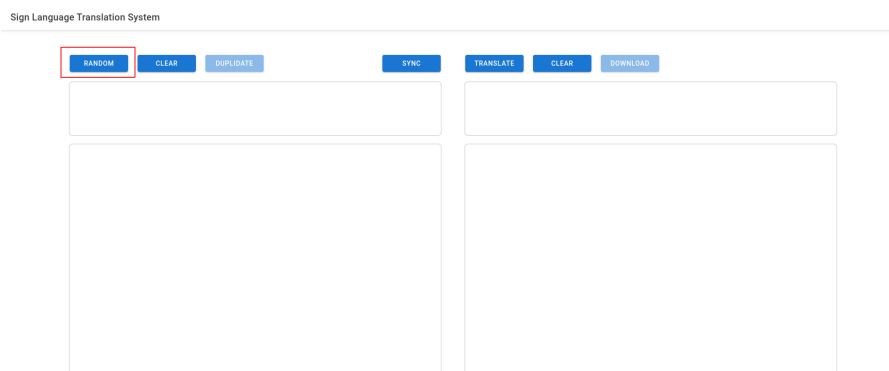 Sign Language Translation System
RANDOM CLEAR DUPLIDATE SYNC TRANSLATE CLEAR DOWNLOAD